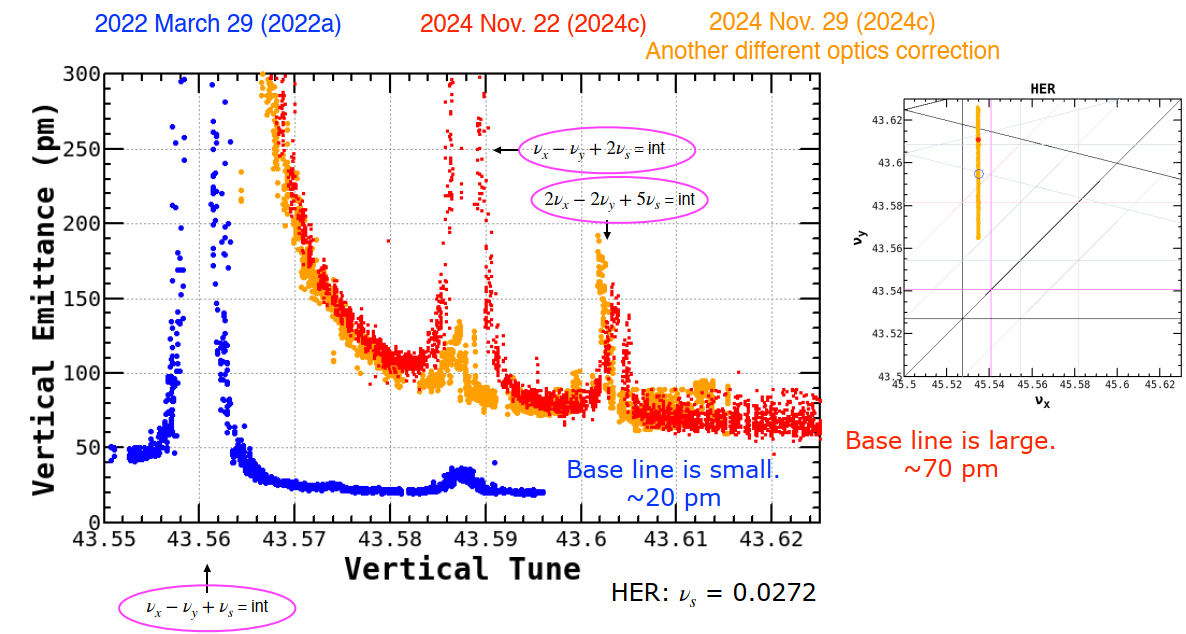 2022 March 29 (2022a)
2024 Nov. 22 (2024c)
2024 Nov. 29 (2024c)
Another different optics correction
Vertical Emittance (pm)
300
250
200
150
100
50
0
43.55 43.56 43.57 43.58 43.59 43.6 43.61 43.62
Vertical Tune
νx − νy + 2νs = int
2νx − 2νy + 5νs = int
Base line is small.
~20 pm
νx − νy + νs = int
HER: νs = 0.0272
HER
νy
43.62
43.6
43.58
43.56
43.54
43.52
43.5
45.5 45.52 45.54 45.56 45.58 45.6 45.62
νx
Base line is large.
~70 pm